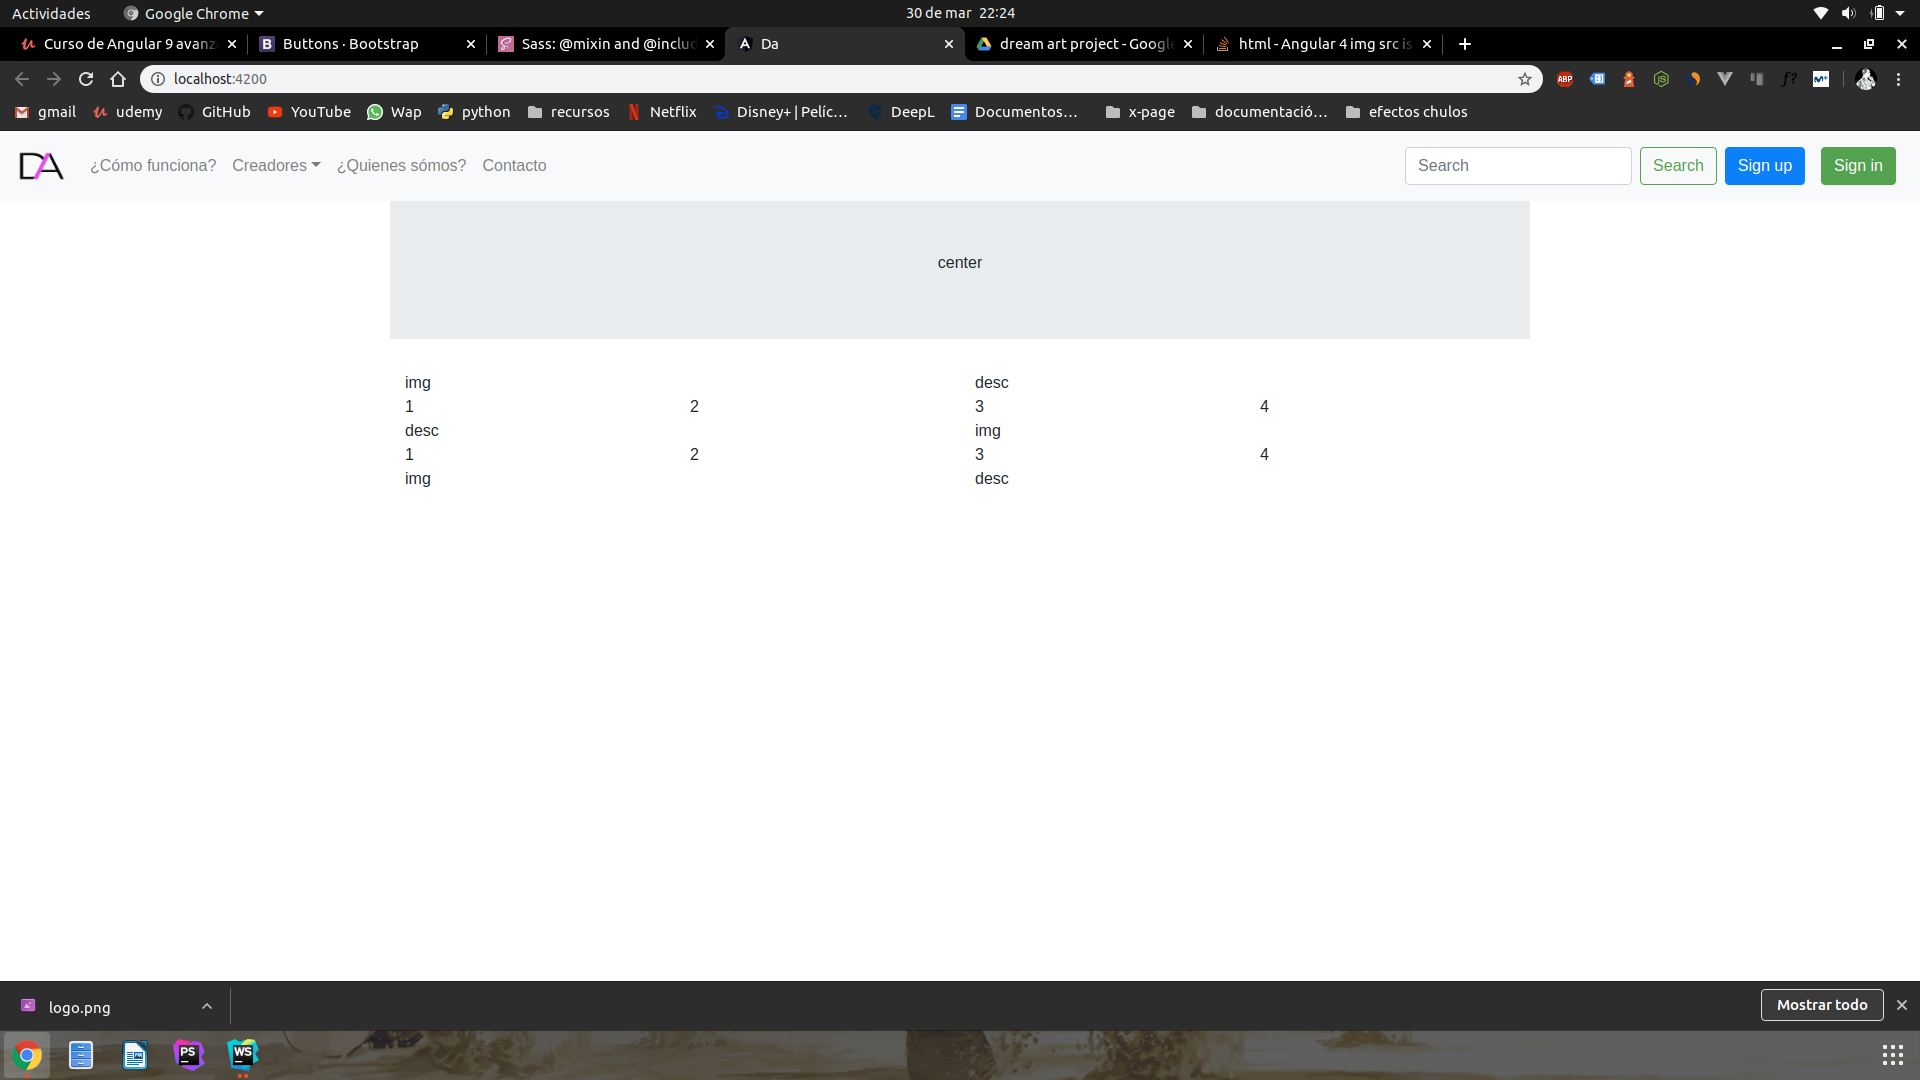 Actividades Google Chrome 30 de mar 22:24
Curso de Angular 9 avanz Buttons · Bootstrap Sass: @mixin and @includ Da dream art project - Google html - Angular 4 img src is
localhost:4200
gmail udemy GitHub YouTube Wap python recursos Netflix Disney+ | Pelíc… DeepL Documentos… x-page documentació… efectos chulos
DA ¿Cómo funciona? Creadores ¿Quienes sómos? Contacto Search Search Sign up Sign in
center
img desc
1 2 3 4
desc img
1 2 3 4
img desc
logo.png Mostrar todo
PS WS